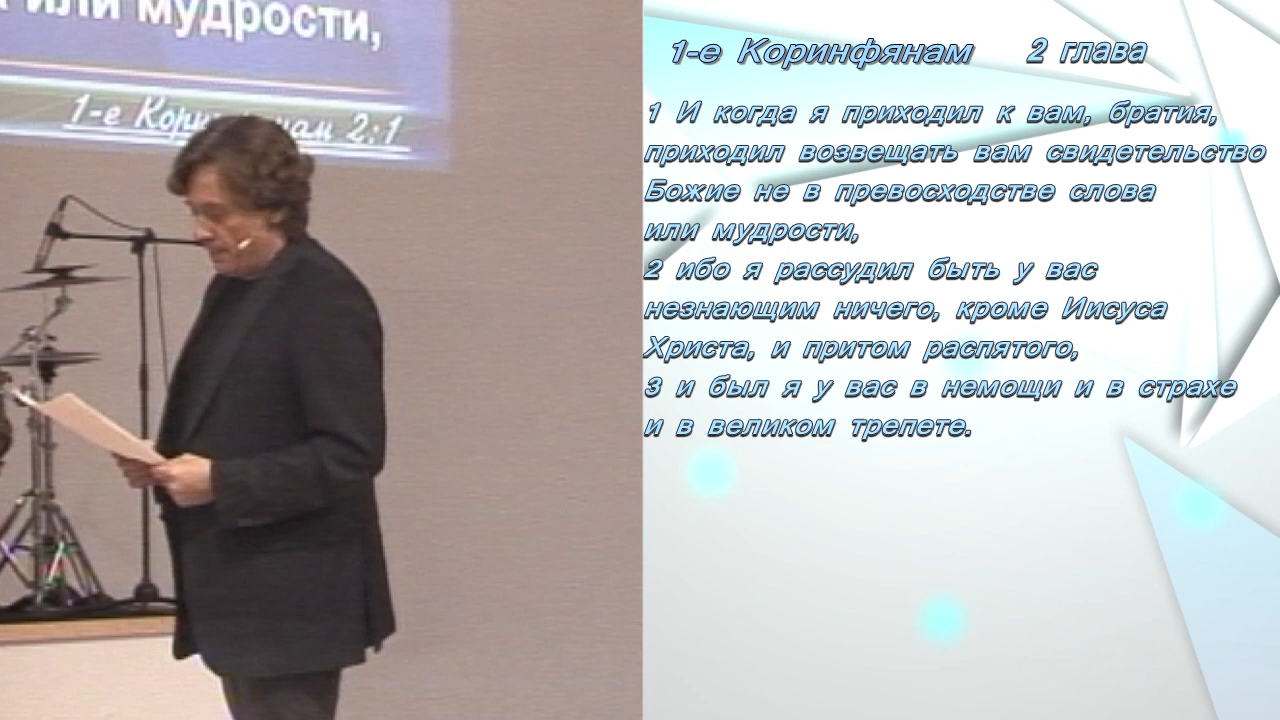 или мудрости,
1-е Коринфянам 2:1
1-е Коринфянам 2 глава
1 И когда я приходил к вам, братия,
приходил возвещать вам свидетельство
Божие не в превосходстве слова
или мудрости,
2 ибо я рассудил быть у вас
незнающим ничего, кроме Иисуса
Христа, и притом распятого,
3 и был я у вас в немощи и в страхе
и в великом трепете.